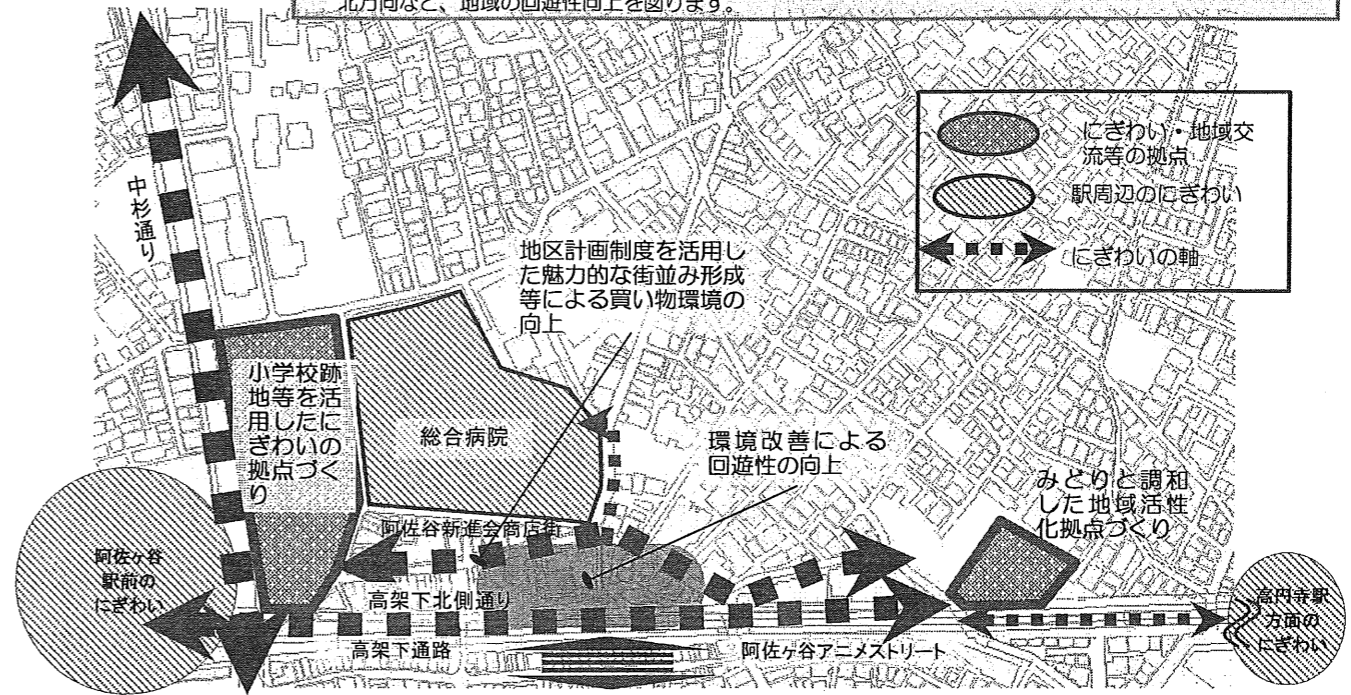 北方向など、地域の回遊性向上を図ります。
にぎわい・地域交
流等の拠点
駅周辺のにぎわい
にぎわいの軸
中杉通り
地区計画制度を活用し
た魅力的な街並み形成
等による買い物環境の
向上
小学校跡
地等を活
用したに
ぎわいの
拠点づく
り
総合病院
環境改善による
回遊性の向上
みどりと調和
した地域活性
化拠点づくり
阿佐谷新進会商店街
阿佐ヶ谷
駅前の
にぎわい
高架下北側通り
高架下通路
阿佐ヶ谷アニメストリート
高円寺駅
方面の
にぎわい